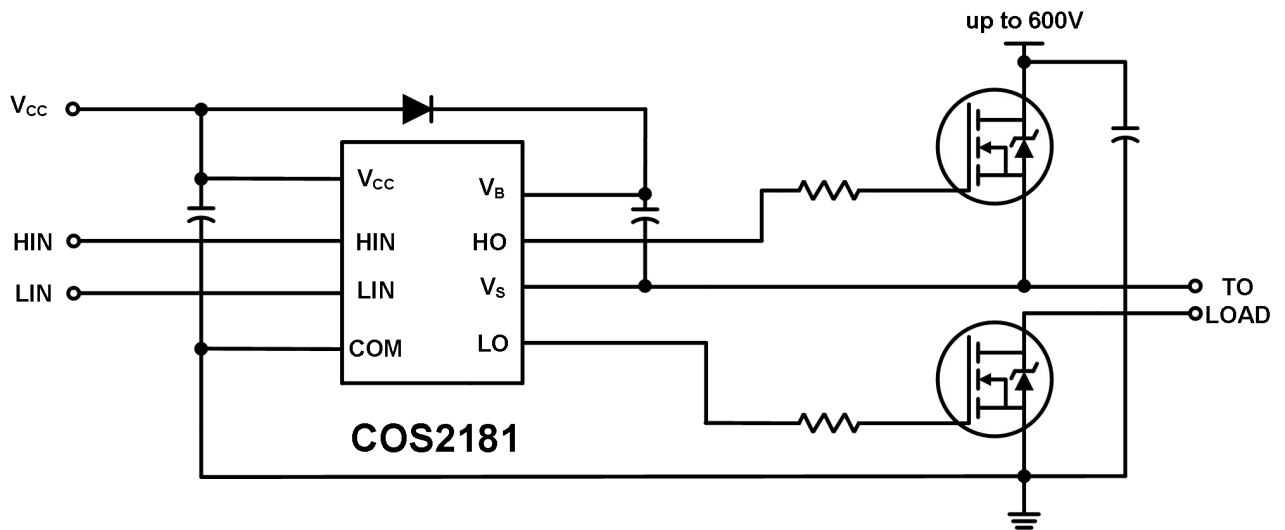 up to 600V
VCC
VCC
VB
HIN
HIN
HO
LIN
LIN
VS
TO
LOAD
COM
LO
COS2181